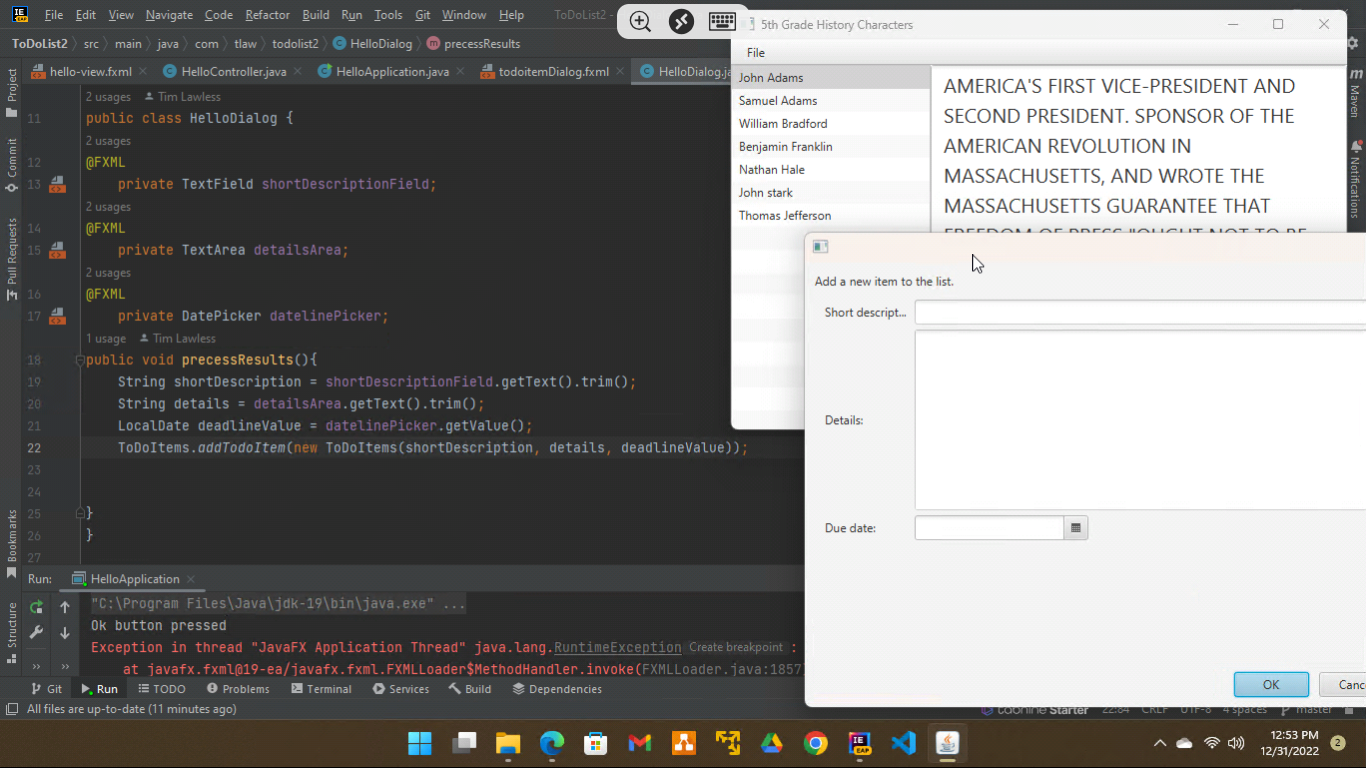 File Edit View Navigate Code Refactor Build Run Tools Git Window Help ToDoList2 -
ToDoList2 src main java com tlaw todolist2 HelloDialog precessResults
hello-view.fxml HelloController.java HelloApplication.java todoitemDialog.fxml HelloDialog.ja
Project
Commit
Pull Requests
Bookmarks
Structure
2 usages Tim Lawless
11 public class HelloDialog {
2 usages
12 @FXML
13 private TextField shortDescriptionField;
2 usages
14 @FXML
15 private TextArea detailsArea;
2 usages
16 @FXML
17 private DatePicker datelinePicker;
1 usage Tim Lawless
18 public void precessResults(){
19 String shortDescription = shortDescriptionField.getText().trim();
20 String details = detailsArea.getText().trim();
21 LocalDate deadlineValue = datelinePicker.getValue();
22 ToDoItems.addTodoItem(new ToDoItems(shortDescription, details, deadlineValue));
23
24
25 }
26 }
27
5th Grade History Characters
File
John Adams
Samuel Adams
William Bradford
Benjamin Franklin
Nathan Hale
John stark
Thomas Jefferson
AMERICA'S FIRST VICE-PRESIDENT AND
SECOND PRESIDENT. SPONSOR OF THE
AMERICAN REVOLUTION IN
MASSACHUSETTS, AND WROTE THE
MASSACHUSETTS GUARANTEE THAT
FREEDOM OF PRESS "OUGHT NOT TO BE
Maven
Notifications
Add a new item to the list.
Short descript...
Details:
Due date:
OK Canc
Run: HelloApplication
"C:\Program Files\Java\jdk-19\bin\java.exe" ...
Ok button pressed
Exception in thread "JavaFX Application Thread" java.lang.RuntimeException Create breakpoint :
at javafx.fxml@19-ea/javafx.fxml.FXMLLoader$MethodHandler.invoke(FXMLLoader.java:1857)
Git Run TODO Problems Terminal Services Build Dependencies
All files are up-to-date (11 minutes ago) Starter 22:84 CRLF UTF-8 4 spaces master
12:53 PM
12/31/2022 2